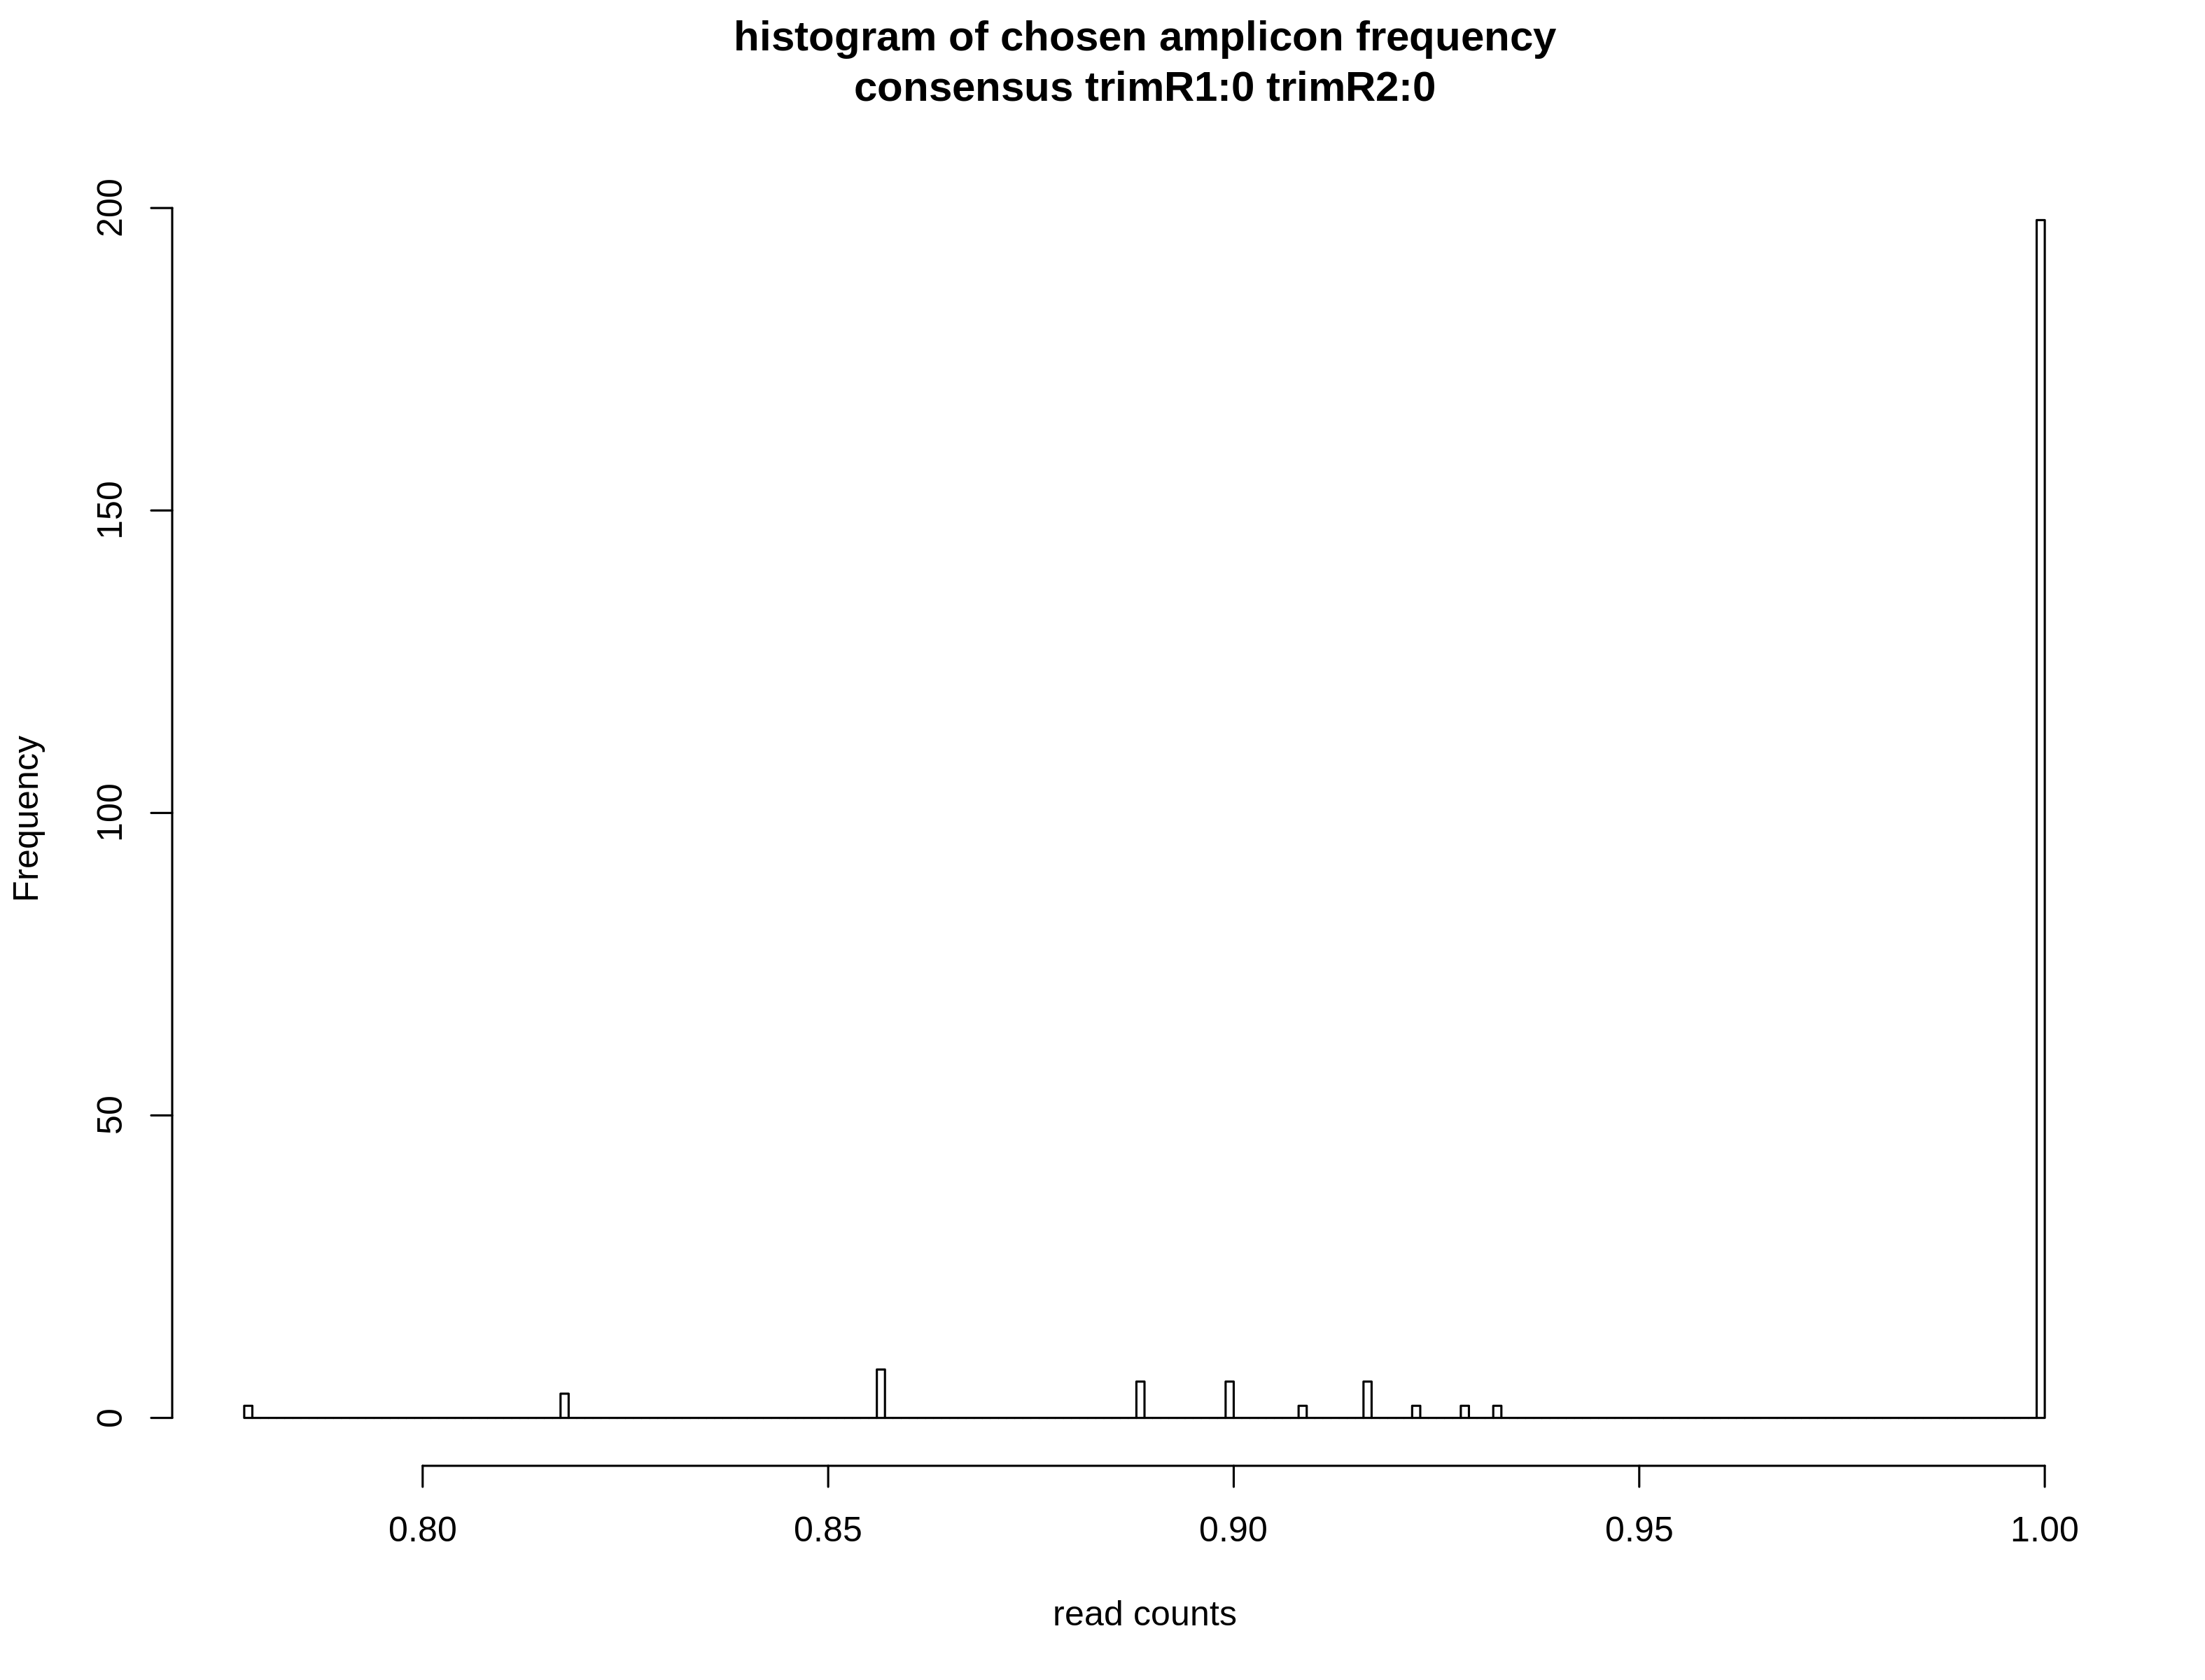 histogram of chosen amplicon frequency
consensus trimR1:0 trimR2:0
200
150
100
50
0
Frequency
0.80 0.85 0.90 0.95 1.00
read counts